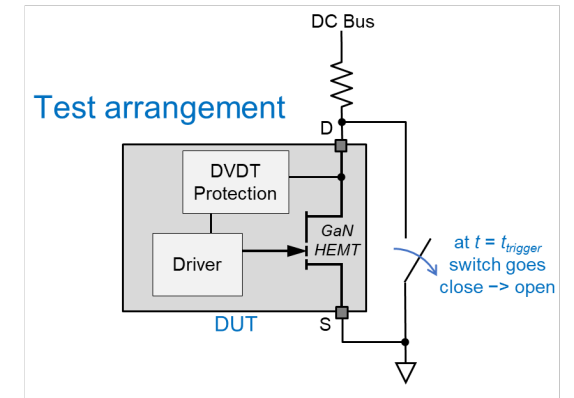 DC Bus
Test arrangement
D
DVDT
Protection
GaN
HEMT
Driver
at t = ttrigger
switch goes
close −> open
DUT
S